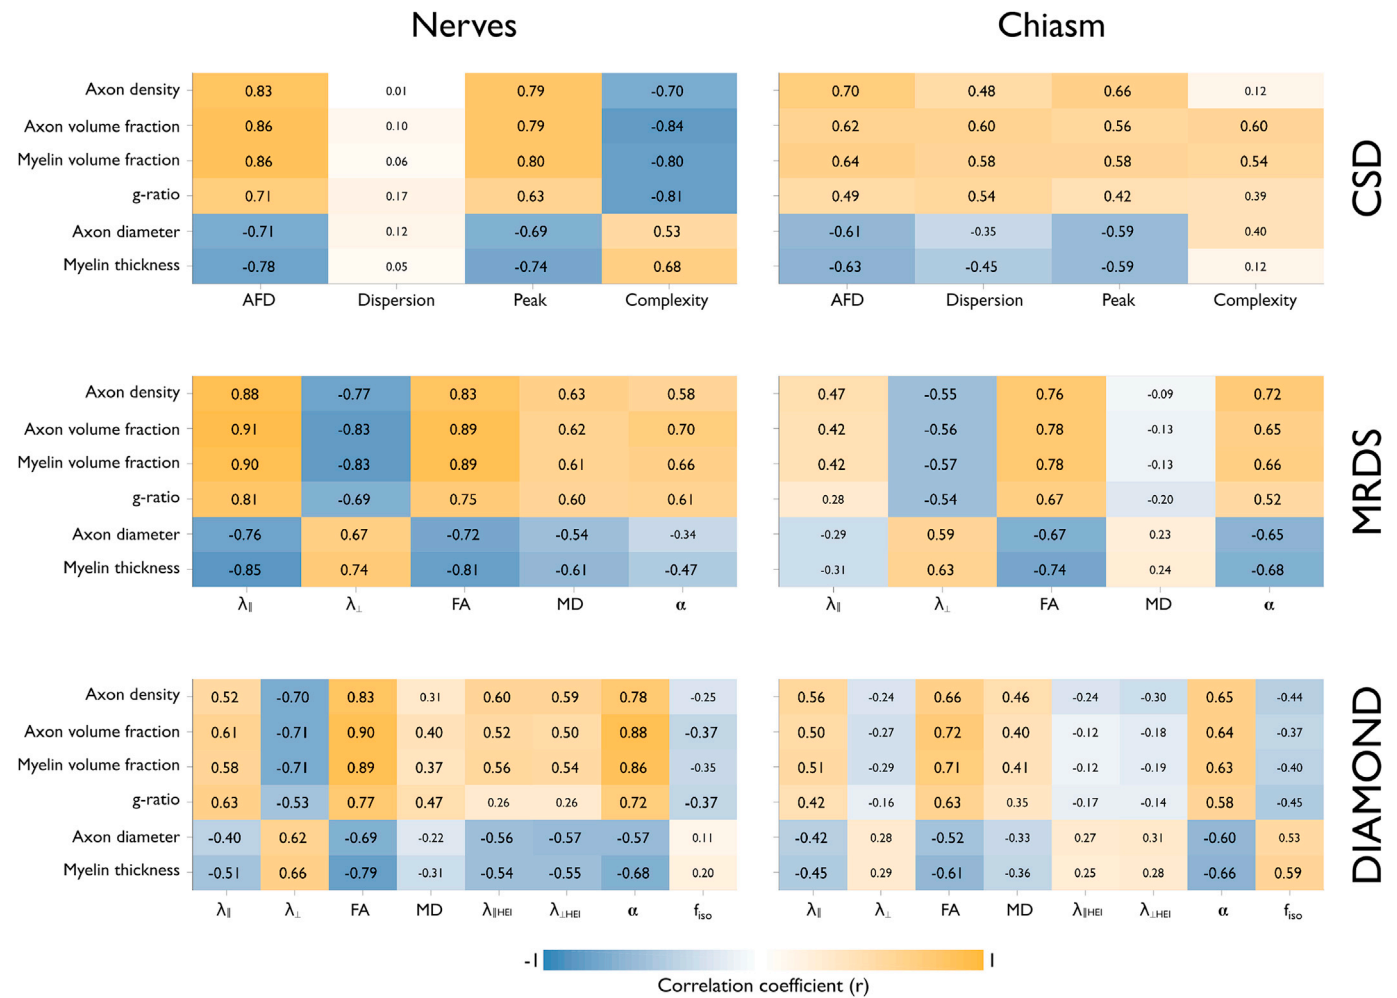 Nerves Chiasm
Axon density 0.83 0.01 0.79 -0.70 0.70 0.48 0.66 0.12
Axon volume fraction 0.86 0.10 0.79 -0.84 0.62 0.60 0.56 0.60
Myelin volume fraction 0.86 0.06 0.80 -0.80 0.64 0.58 0.58 0.54
g-ratio 0.71 0.17 0.63 -0.81 0.49 0.54 0.42 0.39
Axon diameter -0.71 0.12 -0.69 0.53 -0.61 -0.35 -0.59 0.40
Myelin thickness -0.78 0.05 -0.74 0.68 -0.63 -0.45 -0.59 0.12
AFD Dispersion Peak Complexity AFD Dispersion Peak Complexity
CSD
Axon density 0.88 -0.77 0.83 0.63 0.58 0.47 -0.55 0.76 -0.09 0.72
Axon volume fraction 0.91 -0.83 0.89 0.62 0.70 0.42 -0.56 0.78 -0.13 0.65
Myelin volume fraction 0.90 -0.83 0.89 0.61 0.66 0.42 -0.57 0.78 -0.13 0.66
g-ratio 0.81 -0.69 0.75 0.60 0.61 0.28 -0.54 0.67 -0.20 0.52
Axon diameter -0.76 0.67 -0.72 -0.54 -0.34 -0.29 0.59 -0.67 0.23 -0.65
Myelin thickness -0.85 0.74 -0.81 -0.61 -0.47 -0.31 0.63 -0.74 0.24 -0.68
λ∥ λ⊥ FA MD α λ∥ λ⊥ FA MD α
MRDS
Axon density 0.52 -0.70 0.83 0.31 0.60 0.59 0.78 -0.25 0.56 -0.24 0.66 0.46 -0.24 -0.30 0.65 -0.44
Axon volume fraction 0.61 -0.71 0.90 0.40 0.52 0.50 0.88 -0.37 0.50 -0.27 0.72 0.40 -0.12 -0.18 0.64 -0.37
Myelin volume fraction 0.58 -0.71 0.89 0.37 0.56 0.54 0.86 -0.35 0.51 -0.29 0.71 0.41 -0.12 -0.19 0.63 -0.40
g-ratio 0.63 -0.53 0.77 0.47 0.26 0.26 0.72 -0.37 0.42 -0.16 0.63 0.35 -0.17 -0.14 0.58 -0.45
Axon diameter -0.40 0.62 -0.69 -0.22 -0.56 -0.57 -0.57 0.11 -0.42 0.28 -0.52 -0.33 0.27 0.31 -0.60 0.53
Myelin thickness -0.51 0.66 -0.79 -0.31 -0.54 -0.55 -0.68 0.20 -0.45 0.29 -0.61 -0.36 0.25 0.28 -0.66 0.59
λ∥ λ⊥ FA MD λ∥HEI λ⊥HEI α fiso λ∥ λ⊥ FA MD λ∥HEI λ⊥HEI α fiso
DIAMOND
-1 1
Correlation coefficient (r)